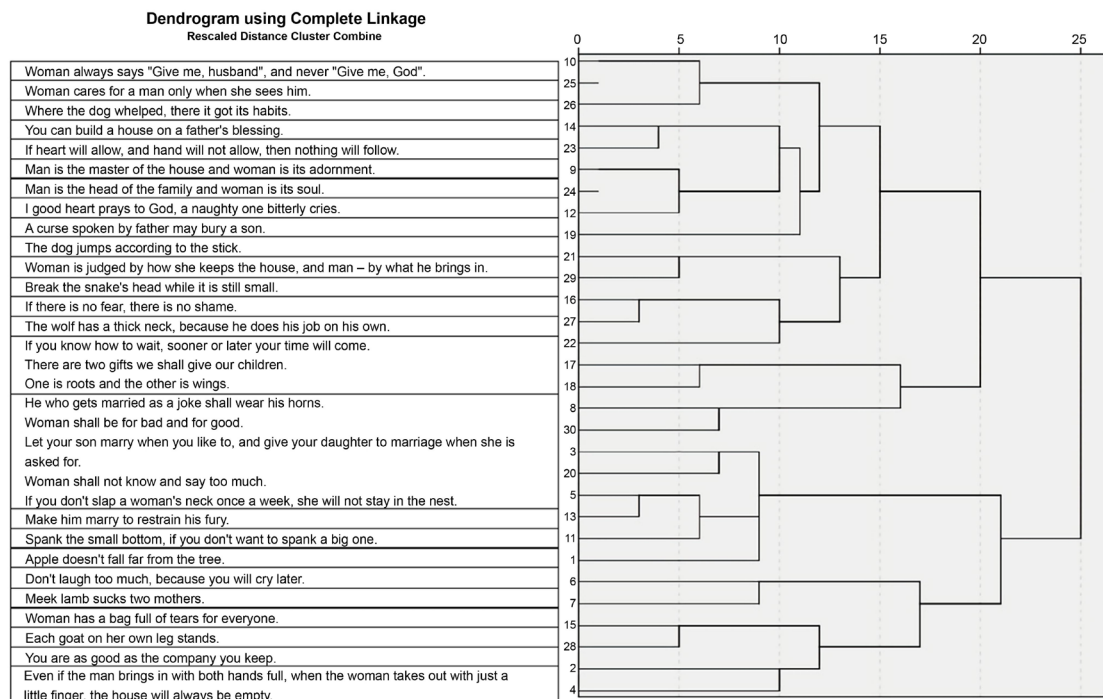 Dendrogram using Complete Linkage
Rescaled Distance Cluster Combine
0 5 10 15 20 25
Woman always says "Give me, husband", and never "Give me, God".
Woman cares for a man only when she sees him.
Where the dog whelped, there it got its habits.
You can build a house on a father's blessing.
If heart will allow, and hand will not allow, then nothing will follow.
Man is the master of the house and woman is its adornment.
Man is the head of the family and woman is its soul.
I good heart prays to God, a naughty one bitterly cries.
A curse spoken by father may bury a son.
The dog jumps according to the stick.
Woman is judged by how she keeps the house, and man – by what he brings in.
Break the snake's head while it is still small.
If there is no fear, there is no shame.
The wolf has a thick neck, because he does his job on his own.
If you know how to wait, sooner or later your time will come.
There are two gifts we shall give our children.
One is roots and the other is wings.
He who gets married as a joke shall wear his horns.
Woman shall be for bad and for good.
Let your son marry when you like to, and give your daughter to marriage when she is
asked for.
Woman shall not know and say too much.
If you don't slap a woman's neck once a week, she will not stay in the nest.
Make him marry to restrain his fury.
Spank the small bottom, if you don't want to spank a big one.
Apple doesn't fall far from the tree.
Don't laugh too much, because you will cry later.
Meek lamb sucks two mothers.
Woman has a bag full of tears for everyone.
Each goat on her own leg stands.
You are as good as the company you keep.
Even if the man brings in with both hands full, when the woman takes out with just a
little finger, the house will always be empty.
10
25
26
14
23
9
24
12
19
21
29
16
27
22
17
18
8
30
3
20
5
13
11
1
6
7
15
28
2
4